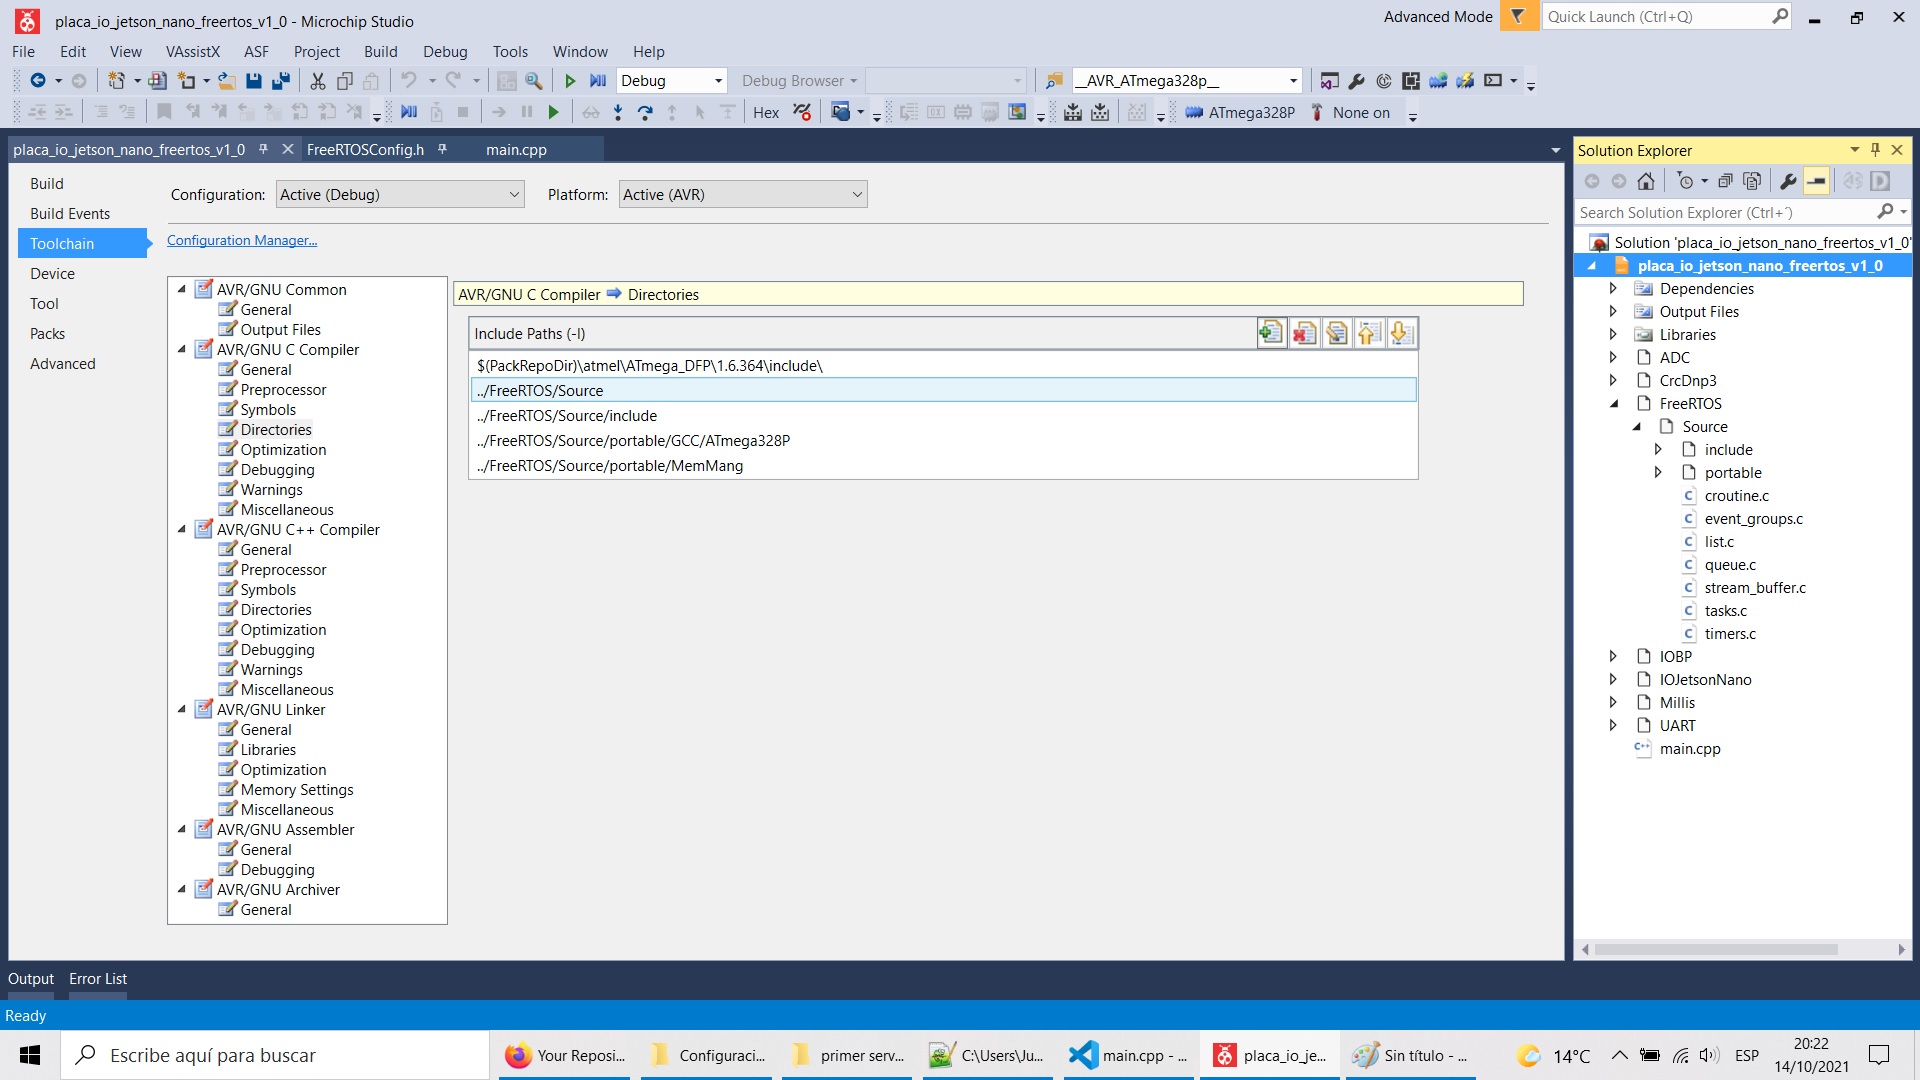 placa_io_jetson_nano_freertos_v1_0 - Microchip Studio
Advanced Mode
Quick Launch (Ctrl+Q)
File Edit View VAssistX ASF Project Build Debug Tools Window Help
Debug
Debug Browser
__AVR_ATmega328p__
Hex
ATmega328P
None on
placa_io_jetson_nano_freertos_v1_0
FreeRTOSConfig.h
main.cpp
Build
Build Events
Toolchain
Device
Tool
Packs
Advanced
Configuration: Active (Debug)
Platform: Active (AVR)
Configuration Manager...
AVR/GNU Common
General
Output Files
AVR/GNU C Compiler
General
Preprocessor
Symbols
Directories
Optimization
Debugging
Warnings
Miscellaneous
AVR/GNU C++ Compiler
General
Preprocessor
Symbols
Directories
Optimization
Debugging
Warnings
Miscellaneous
AVR/GNU Linker
General
Libraries
Optimization
Memory Settings
Miscellaneous
AVR/GNU Assembler
General
Debugging
AVR/GNU Archiver
General
AVR/GNU C Compiler Directories
Include Paths (-I)
$(PackRepoDir)\atmel\ATmega_DFP\1.6.364\include\
../FreeRTOS/Source
../FreeRTOS/Source/include
../FreeRTOS/Source/portable/GCC/ATmega328P
../FreeRTOS/Source/portable/MemMang
Solution Explorer
Search Solution Explorer (Ctrl+´)
Solution 'placa_io_jetson_nano_freertos_v1_0'
placa_io_jetson_nano_freertos_v1_0
Dependencies
Output Files
Libraries
ADC
CrcDnp3
FreeRTOS
Source
include
portable
croutine.c
event_groups.c
list.c
queue.c
stream_buffer.c
tasks.c
timers.c
IOBP
IOJetsonNano
Millis
UART
main.cpp
Output
Error List
Ready
Escribe aquí para buscar
Your Reposi...
Configuraci...
primer serv...
C:\Users\Ju...
main.cpp - ...
placa_io_je...
Sin título - ...
14°C
ESP
20:22
14/10/2021